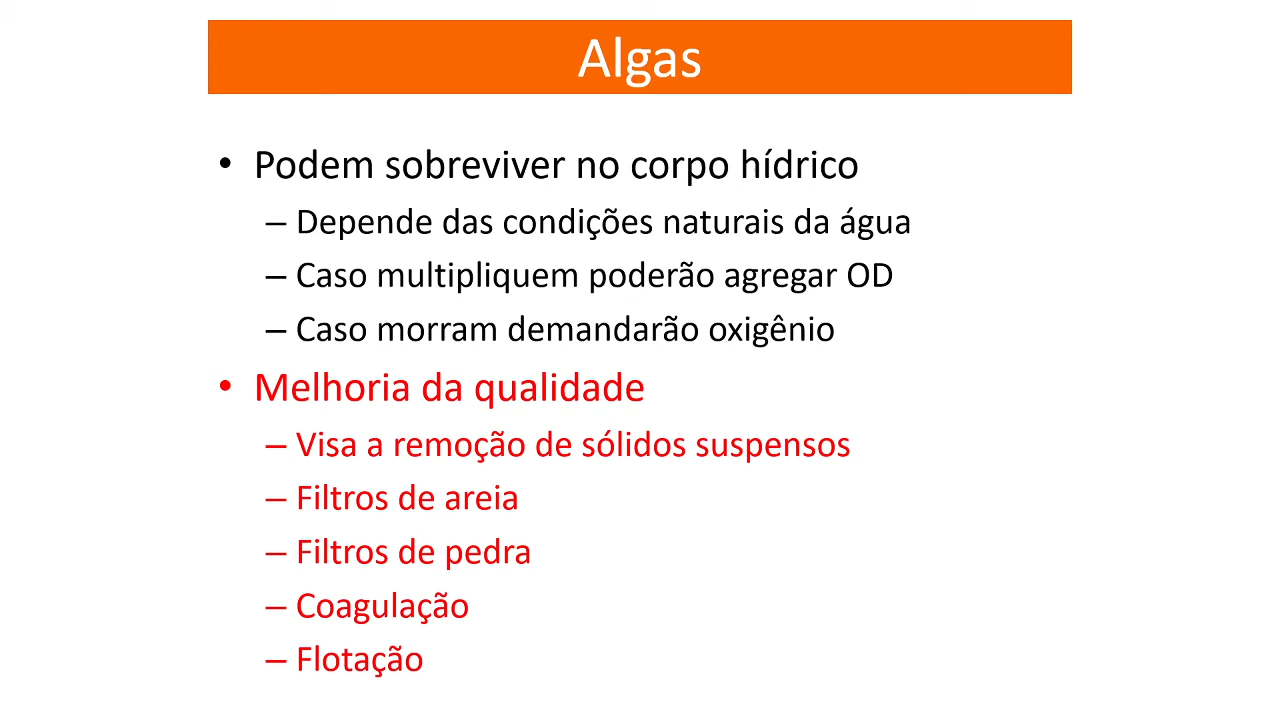 Algas
• Podem sobreviver no corpo hídrico
– Depende das condições naturais da água
– Caso multipliquem poderão agregar OD
– Caso morram demandarão oxigênio
• Melhoria da qualidade
– Visa a remoção de sólidos suspensos
– Filtros de areia
– Filtros de pedra
– Coagulação
– Flotação